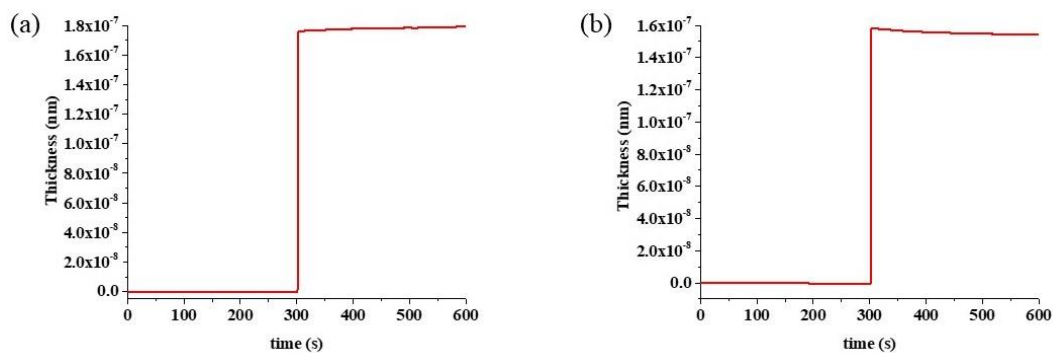 (a)
1.8x10⁻⁷
1.6x10⁻⁷
1.4x10⁻⁷
1.2x10⁻⁷
1.0x10⁻⁷
8.0x10⁻⁸
6.0x10⁻⁸
4.0x10⁻⁸
2.0x10⁻⁸
0.0
Thickness (nm)
0 100 200 300 400 500 600
time (s)
(b)
1.6x10⁻⁷
1.4x10⁻⁷
1.2x10⁻⁷
1.0x10⁻⁷
8.0x10⁻⁸
6.0x10⁻⁸
4.0x10⁻⁸
2.0x10⁻⁸
0.0
Thickness (nm)
0 100 200 300 400 500 600
time (s)